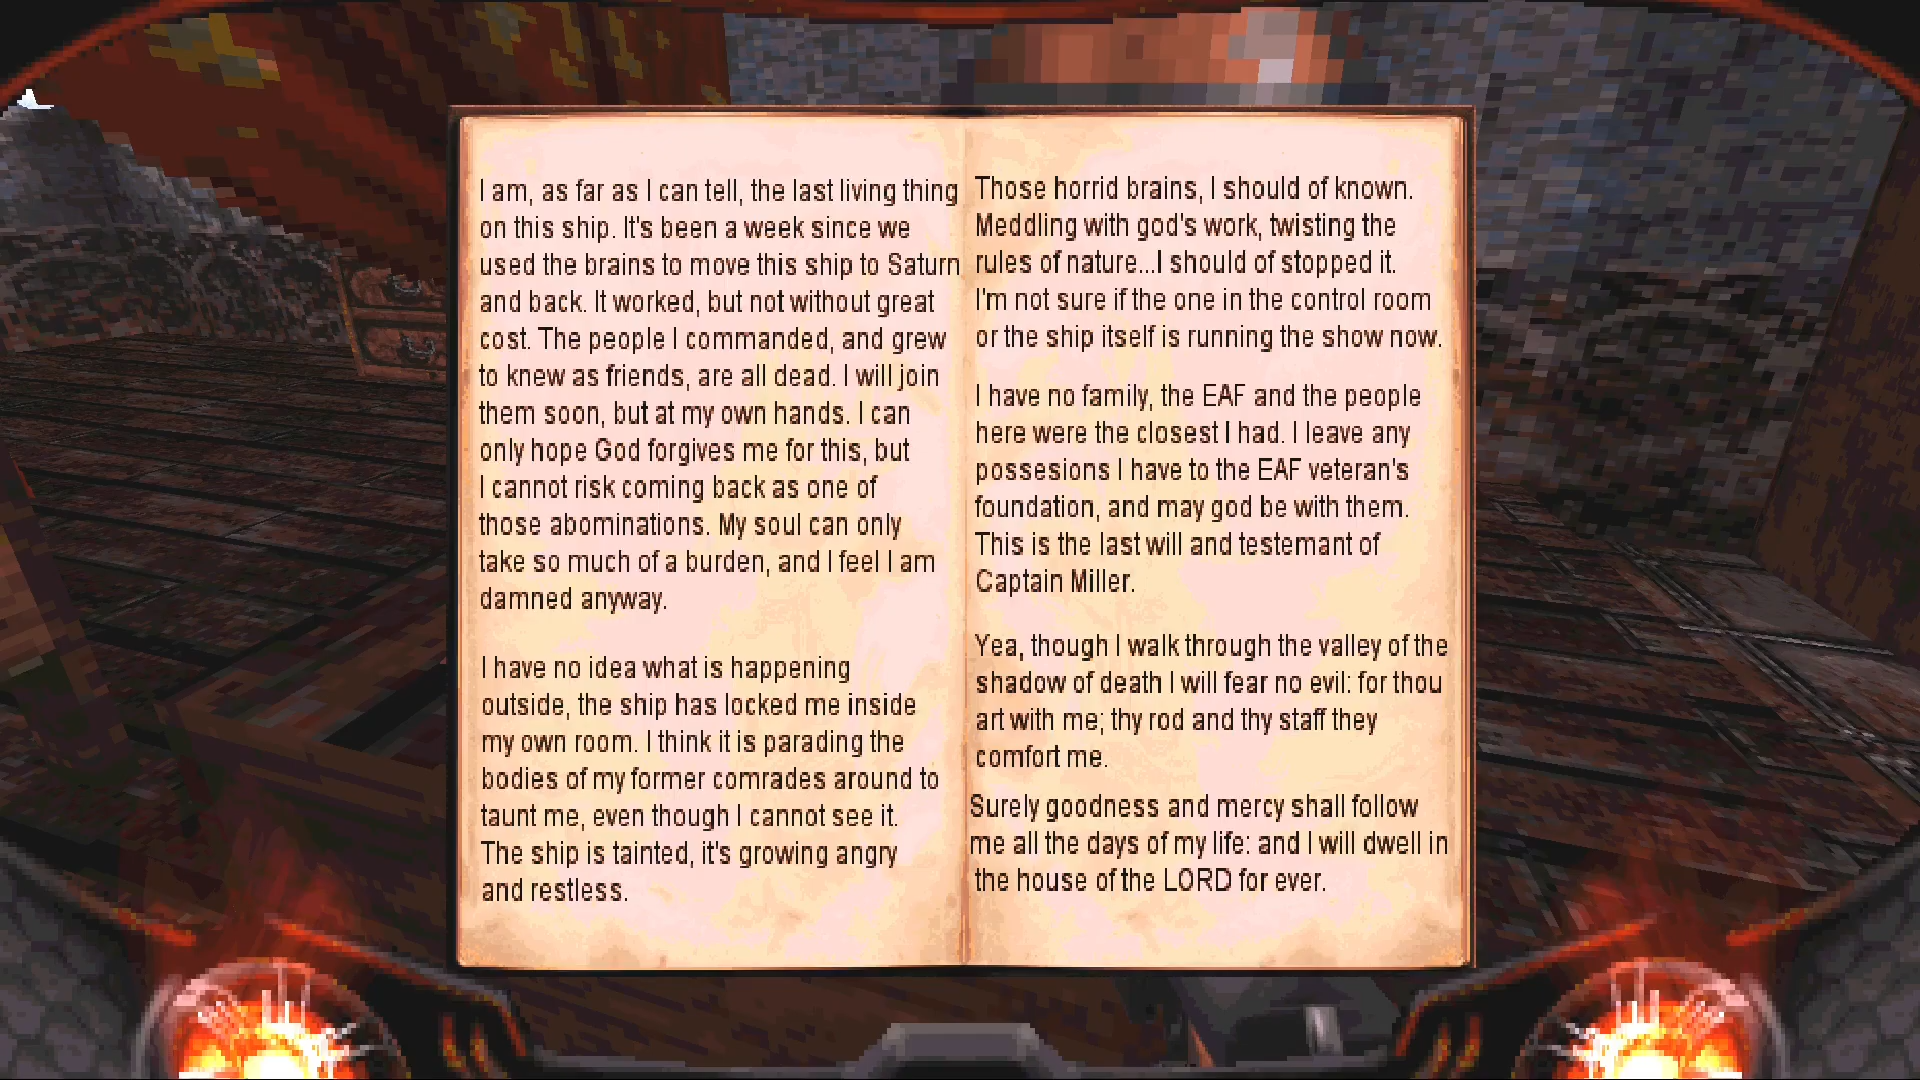 I am, as far as I can tell, the last living thing
on this ship. It's been a week since we
used the brains to move this ship to Saturn
and back. It worked, but not without great
cost. The people I commanded, and grew
to knew as friends, are all dead. I will join
them soon, but at my own hands. I can
only hope God forgives me for this, but
I cannot risk coming back as one of
those abominations. My soul can only
take so much of a burden, and I feel I am
damned anyway.
I have no idea what is happening
outside, the ship has locked me inside
my own room. I think it is parading the
bodies of my former comrades around to
taunt me, even though I cannot see it.
The ship is tainted, it's growing angry
and restless.
Those horrid brains, I should of known.
Meddling with god's work, twisting the
rules of nature...I should of stopped it.
I'm not sure if the one in the control room
or the ship itself is running the show now.
I have no family, the EAF and the people
here were the closest I had. I leave any
possesions I have to the EAF veteran's
foundation, and may god be with them.
This is the last will and testemant of
Captain Miller.
Yea, though I walk through the valley of the
shadow of death I will fear no evil: for thou
art with me; thy rod and thy staff they
comfort me.
Surely goodness and mercy shall follow
me all the days of my life: and I will dwell in
the house of the LORD for ever.